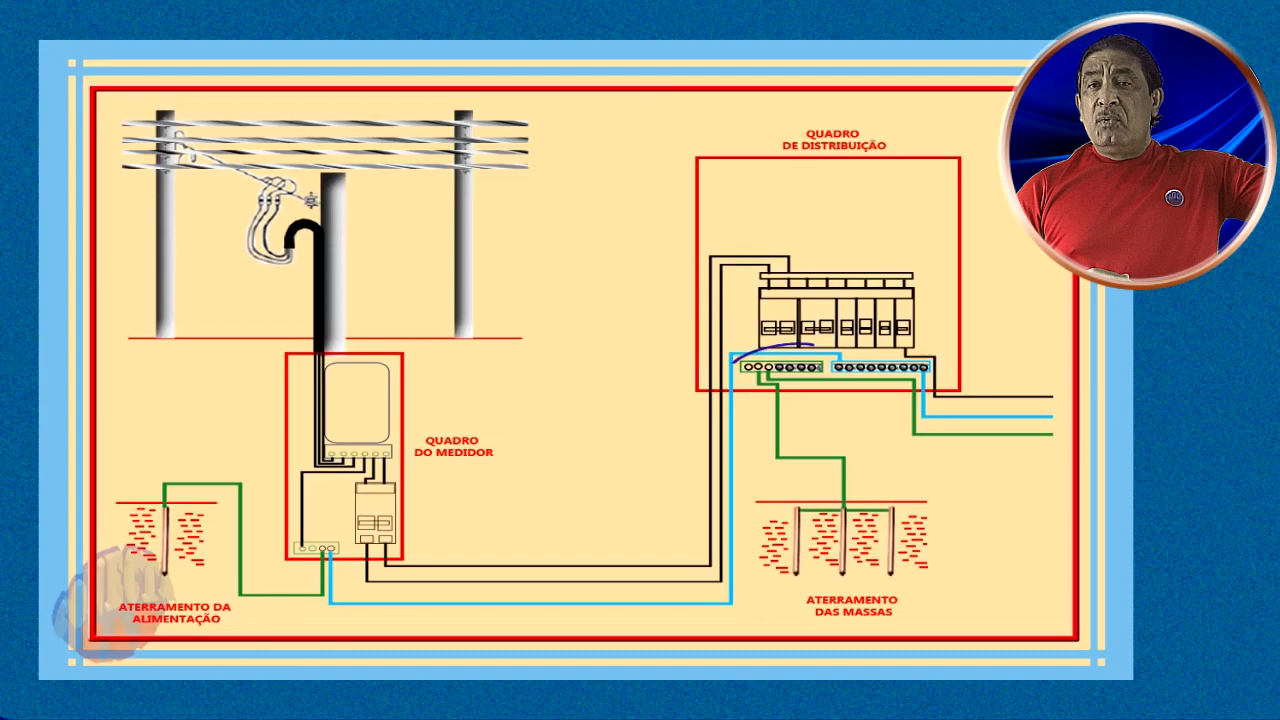 QUADRO
DE DISTRIBUIÇÃO
QUADRO
DO MEDIDOR
ATERRAMENTO DA
ALIMENTAÇÃO
ATERRAMENTO
DAS MASSAS